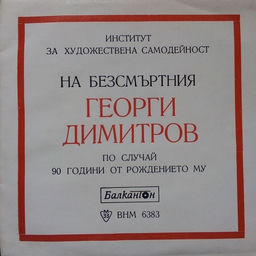 ИНСТИТУТ
ЗА ХУДОЖЕСТВЕНА САМОДЕЙНОСТ
НА БЕЗСМЪРТНИЯ
ГЕОРГИ
ДИМИТРОВ
ПО СЛУЧАЙ
90 ГОДИНИ ОТ РОЖДЕНИЕТО МУ
Балкантон
ВНМ 6383